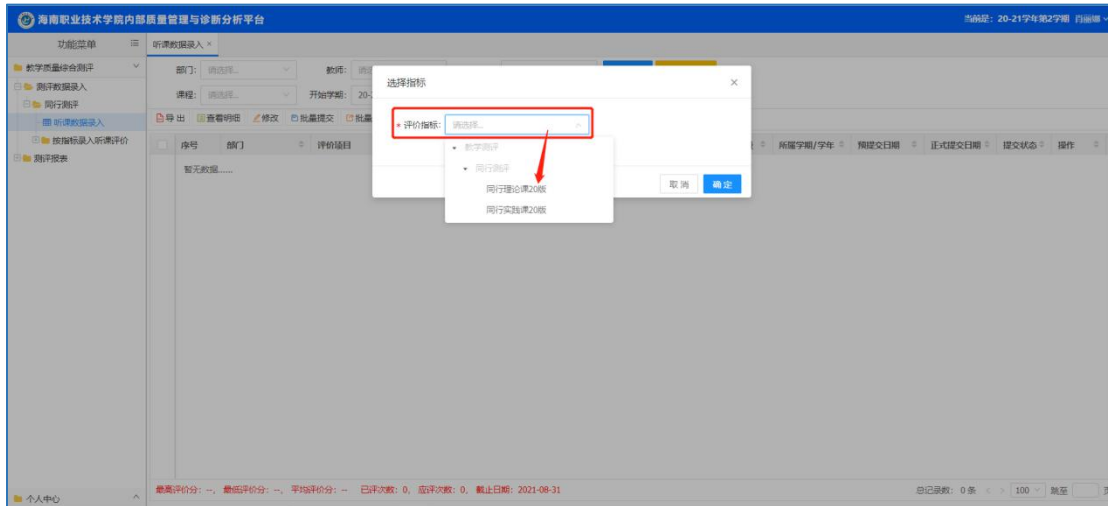 海南职业技术学院内部质量管理与诊断分析平台
当前是：20-21学年第2学期
功能菜单
听课数据录入 ×
教学质量综合测评
测评数据录入
同行测评
听课数据录入
按指标录入听课评价
测评报表
个人中心
部门: 请选择...
教师:
课程: 请选择...
开始学期: 20-
导出 查看明细 修改 批量提交 批量
序号 部门 评价项目 所属学期/学年 预提交日期 正式提交日期 提交状态 操作
暂无数据......
选择指标 ×
* 评价指标: 请选择...
教学测评
同行测评
同行理论课20版
同行实践课20版
取消 确定
最高评价分: --, 最低评价分: --, 平均评价分: -- 已评次数: 0, 应评次数: 0, 截止日期: 2021-08-31
总记录数: 0条 < > 100 跳至 页